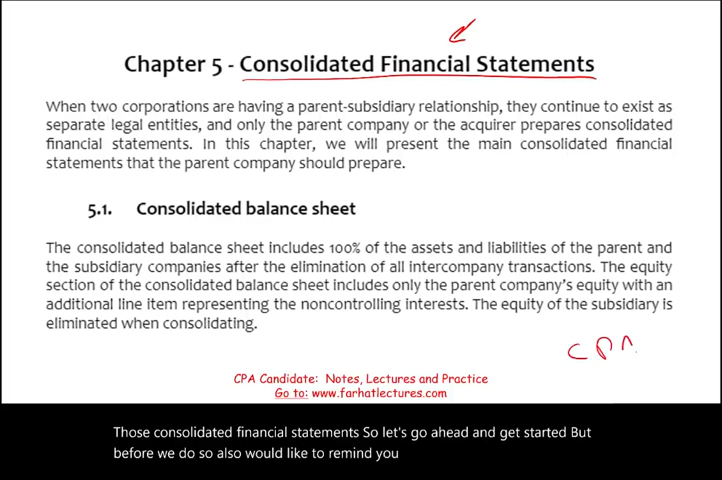 Chapter 5 - Consolidated Financial Statements
When two corporations are having a parent-subsidiary relationship, they continue to exist as
separate legal entities, and only the parent company or the acquirer prepares consolidated
financial statements. In this chapter, we will present the main consolidated financial
statements that the parent company should prepare.
5.1. Consolidated balance sheet
The consolidated balance sheet includes 100% of the assets and liabilities of the parent and
the subsidiary companies after the elimination of all intercompany transactions. The equity
section of the consolidated balance sheet includes only the parent company's equity with an
additional line item representing the noncontrolling interests. The equity of the subsidiary is
eliminated when consolidating.
CPA
CPA Candidate: Notes, Lectures and Practice
Go to: www.farhatlectures.com
Those consolidated financial statements So let's go ahead and get started But
before we do so also would like to remind you